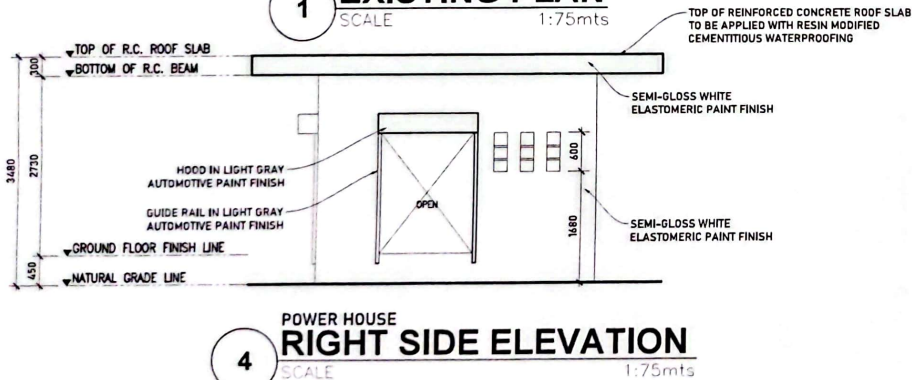 1
EXISTING PLAN
SCALE 1:75mts
TOP OF REINFORCED CONCRETE ROOF SLAB
TO BE APPLIED WITH RESIN MODIFIED
CEMENTITIOUS WATERPROOFING
TOP OF R.C. ROOF SLAB
BOTTOM OF R.C. BEAM
300
SEMI-GLOSS WHITE
ELASTOMERIC PAINT FINISH
3480
2730
HOOD IN LIGHT GRAY
AUTOMOTIVE PAINT FINISH
600
OPEN
GUIDE RAIL IN LIGHT GRAY
AUTOMOTIVE PAINT FINISH
1680
SEMI-GLOSS WHITE
ELASTOMERIC PAINT FINISH
GROUND FLOOR FINISH LINE
450
NATURAL GRADE LINE
POWER HOUSE
4
RIGHT SIDE ELEVATION
SCALE 1:75mts